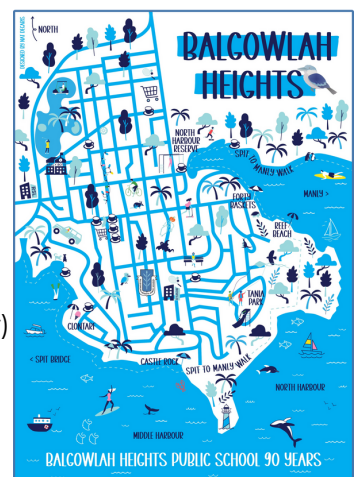 DESIGNED BY NAT DEGNIS
NORTH
BALGOWLAH
HEIGHTS
NORTH
HARBOUR
RESERVE
SPIT TO MANLY WALK
MANLY >
FORTY
BASKETS
REEF
BEACH
TANIA
PARK
CLONTARF
< SPIT BRIDGE
CASTLE ROCK
SPIT TO MANLY WALK
NORTH HARBOUR
MIDDLE HARBOUR
BALGOWLAH HEIGHTS PUBLIC SCHOOL 90 YEARS
)